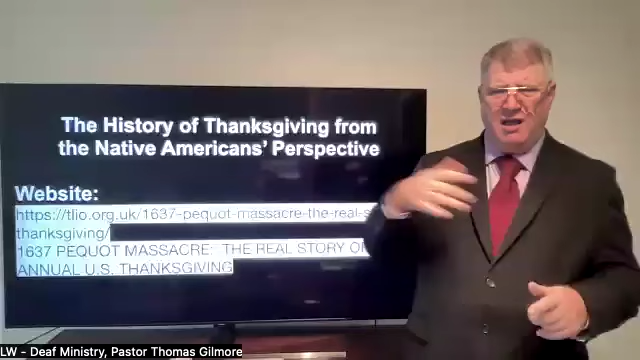 The History of Thanksgiving from
the Native Americans' Perspective
Website:
https://tlio.org.uk/1637-pequot-massacre-the-real-s
thanksgiving/
1637 PEQUOT MASSACRE: THE REAL STORY OF
ANNUAL U.S. THANKSGIVING
LW - Deaf Ministry, Pastor Thomas Gilmore